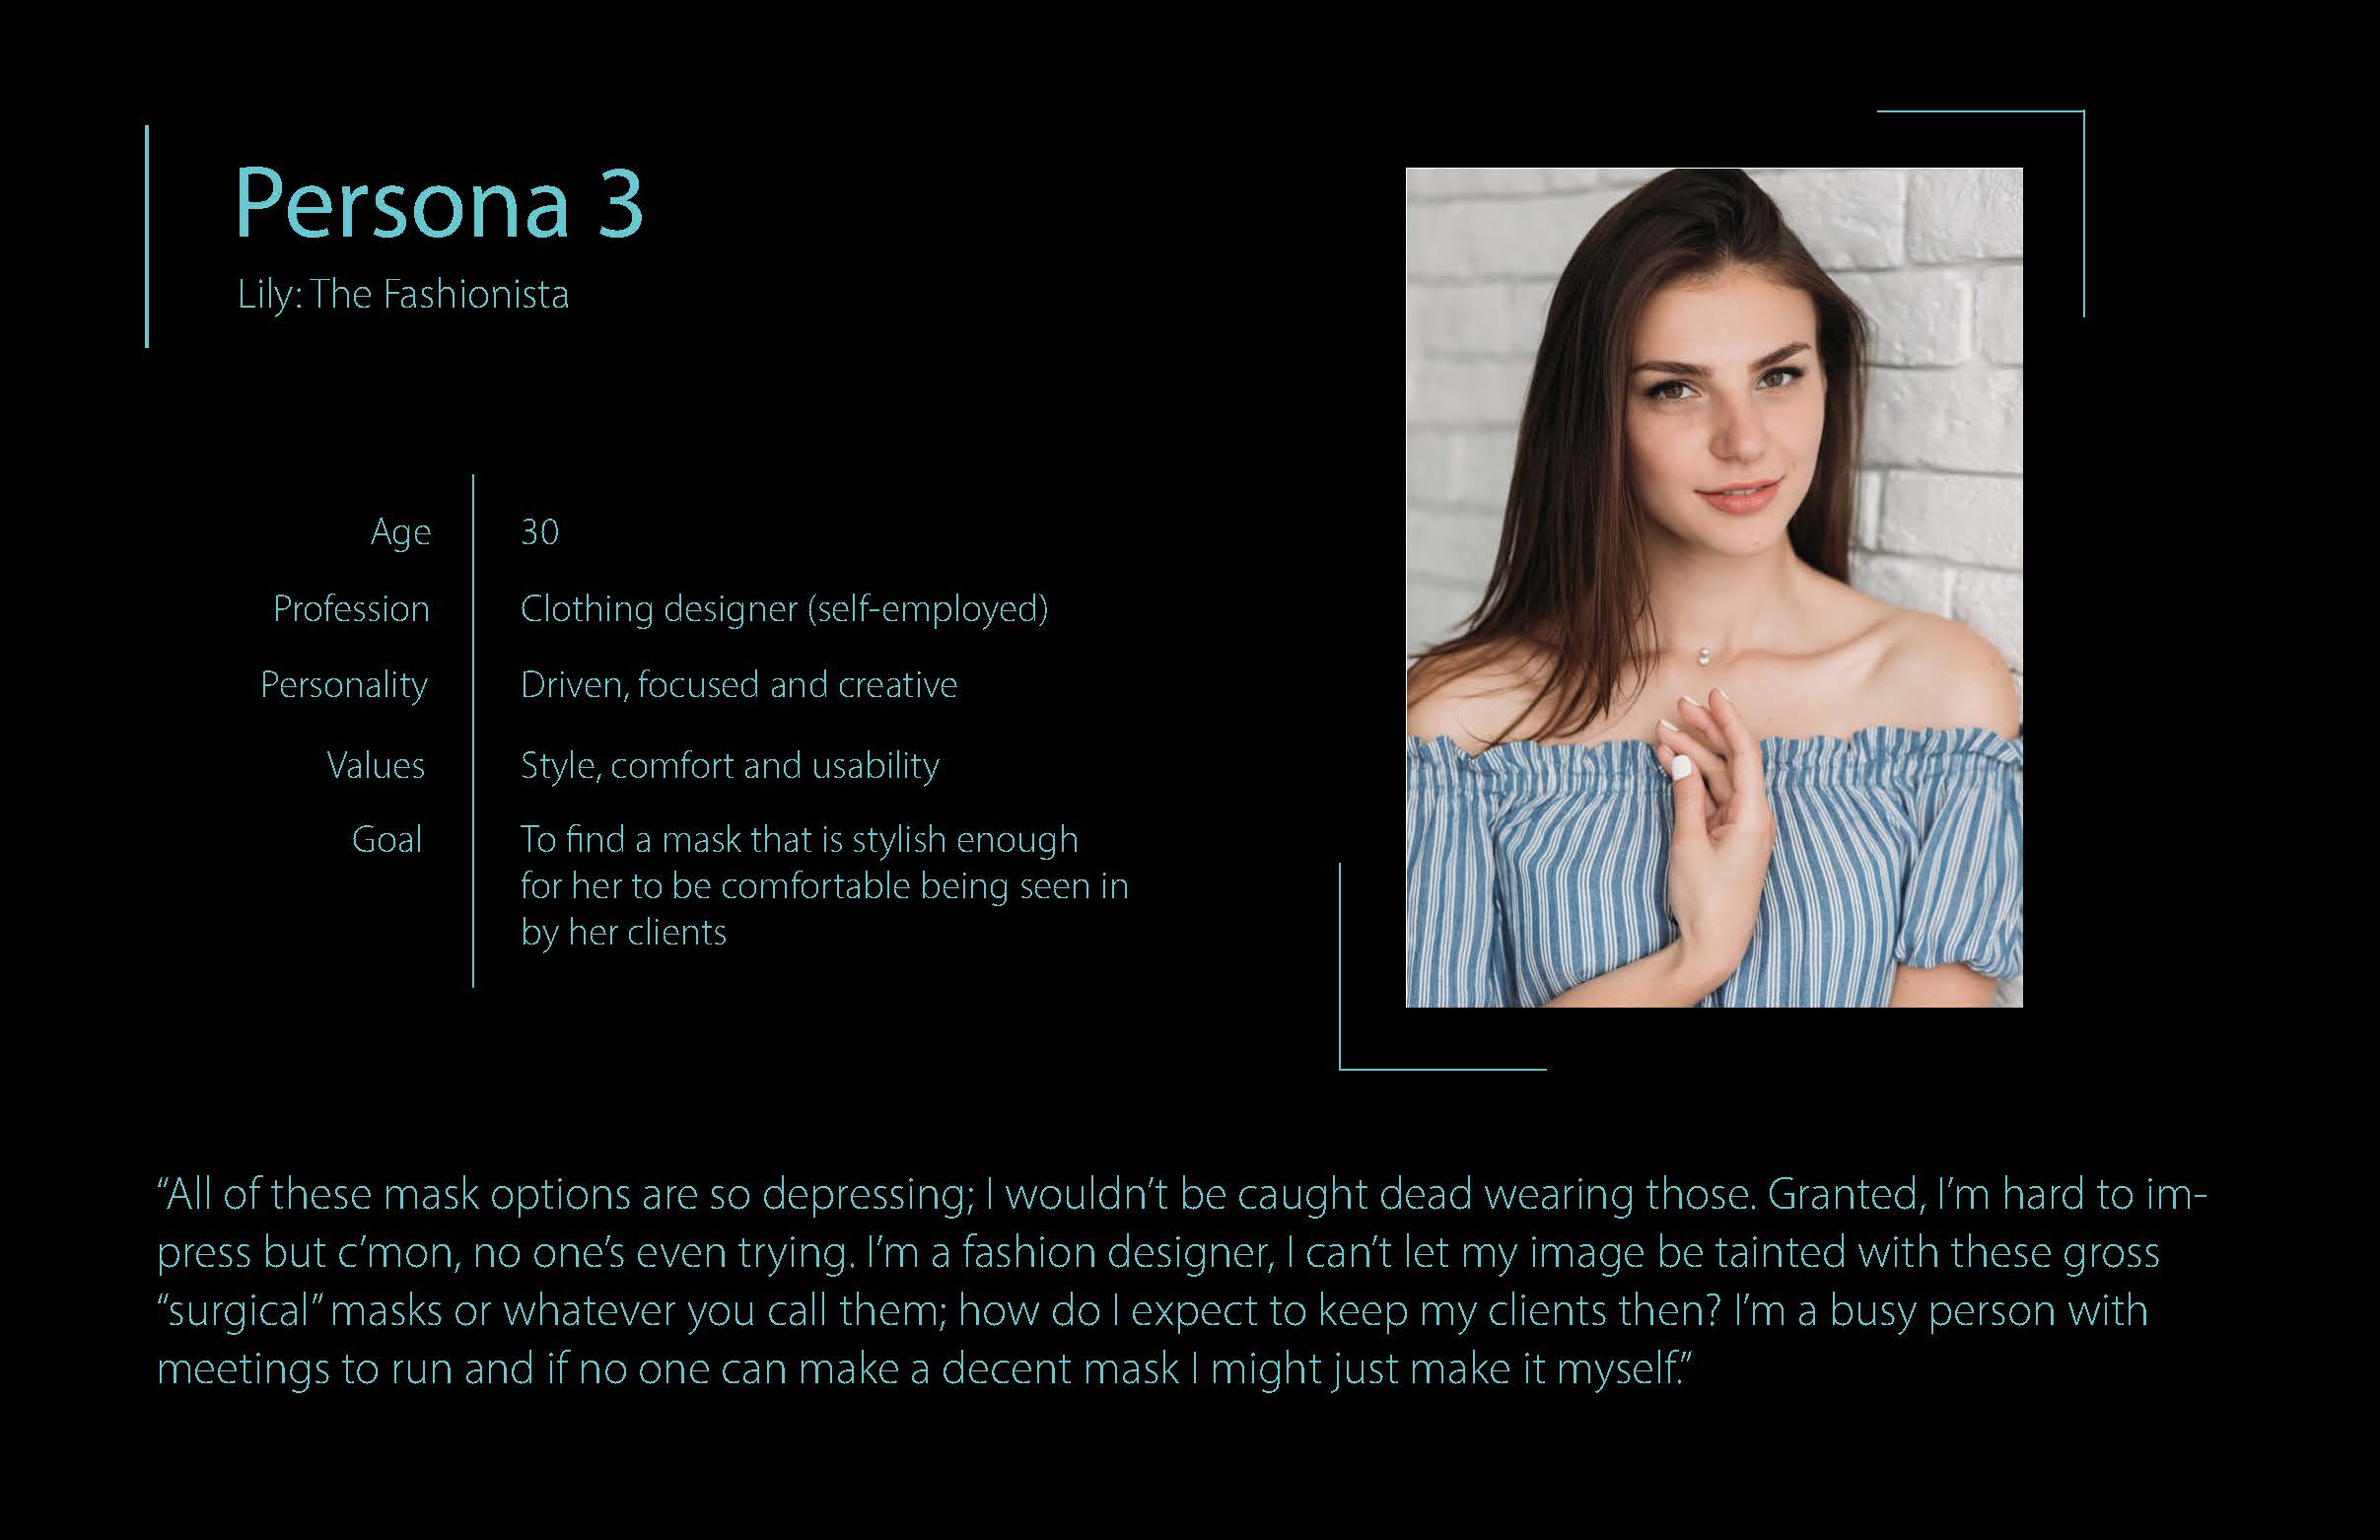 Persona 3
Lily: The Fashionista
Age 30
Profession Clothing designer (self-employed)
Personality Driven, focused and creative
Values Style, comfort and usability
Goal To find a mask that is stylish enough
for her to be comfortable being seen in
by her clients
“All of these mask options are so depressing; I wouldn’t be caught dead wearing those. Granted, I’m hard to im-
press but c’mon, no one’s even trying. I’m a fashion designer, I can’t let my image be tainted with these gross
“surgical” masks or whatever you call them; how do I expect to keep my clients then? I’m a busy person with
meetings to run and if no one can make a decent mask I might just make it myself.”